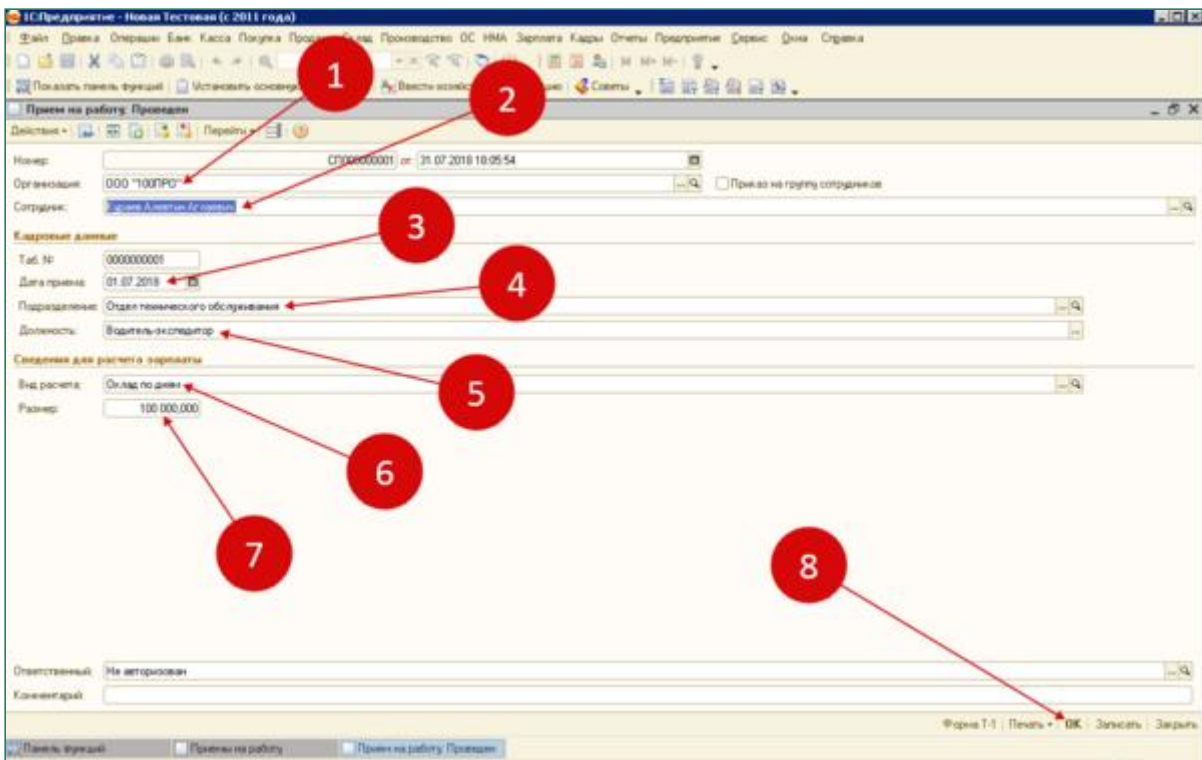 1С:Предприятие - Новая Тестовая (с 2011 года)
Файл Правка Операции Банк Касса Покупка Производство ОС НМА Зарплата Кадры Отчеты Предприятие Сервис Окна Справка
Показать панель функций Установить Ввести Советы
1
2
Прием на работу: Проведен
Действия Перейти
Номер: от 31.07.2018 18:05:54
Организация: ООО "100ПРО" Приказ на группу сотрудников
Сотрудник:
3
Кадровые данные
Таб. № 0000000001
Дата приема: 01.07.2018
4
Подразделение: Отдел технического обслуживания
Должность: Водитель-экспедитор
Сведения для расчета зарплаты
5
Вид расчета: Оклад по дням
Размер: 100 000,000
6
7
8
Ответственный: Не авторизован
Комментарий:
Форма Т-1 Печать OK Записать Закрыть
Панель функций Приемы на работу Прием на работу: Проведен